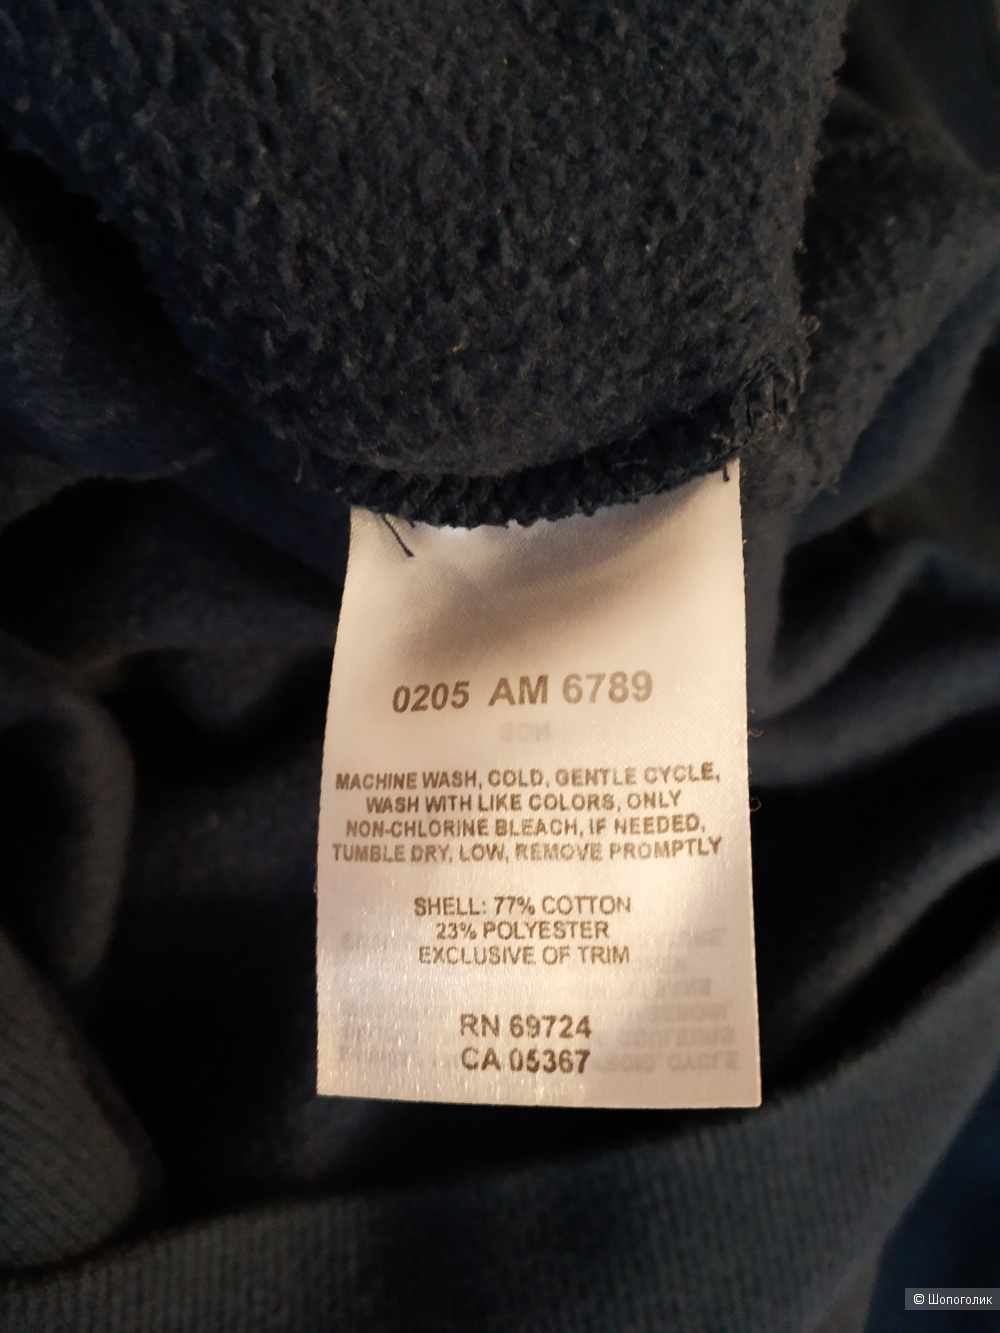 0205 AM 6789
MACHINE WASH, COLD, GENTLE CYCLE,
WASH WITH LIKE COLORS, ONLY
NON-CHLORINE BLEACH, IF NEEDED,
TUMBLE DRY, LOW, REMOVE PROMPTLY
SHELL: 77% COTTON
23% POLYESTER
EXCLUSIVE OF TRIM
RN 69724
CA 05367
© Шопоголик